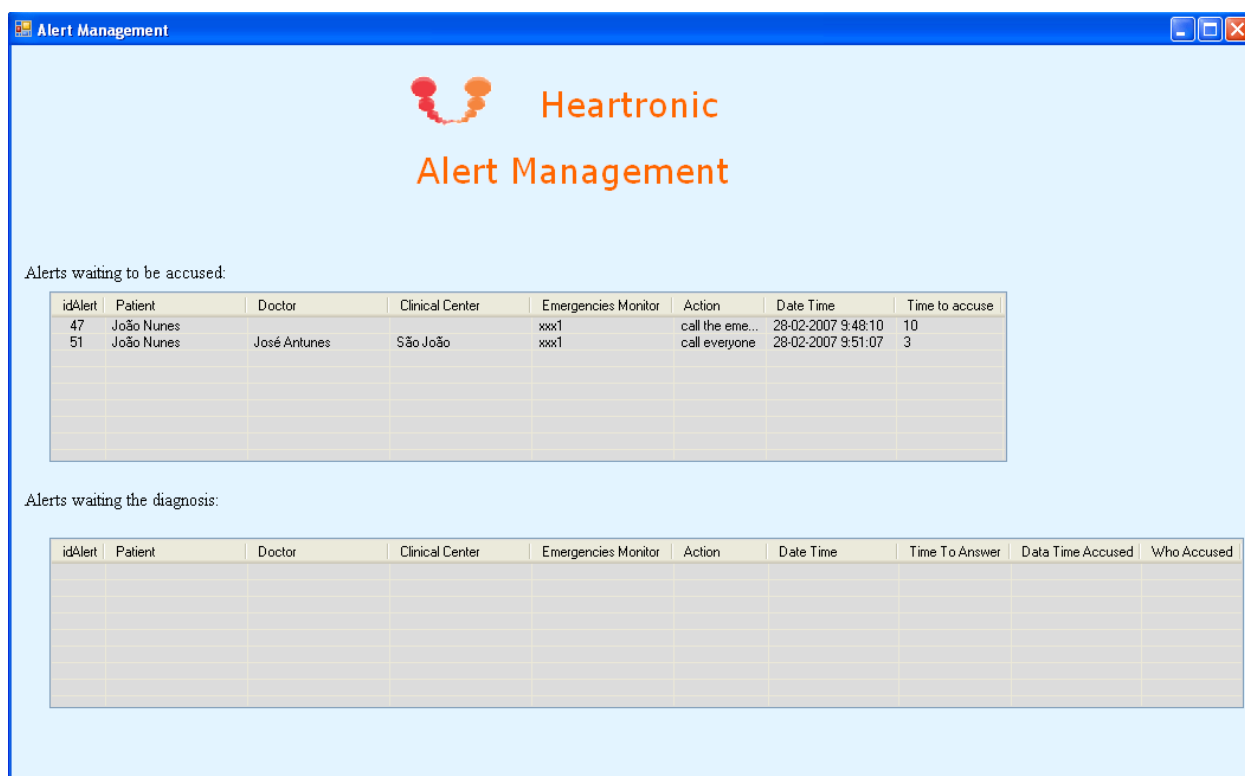 Alert Management
Heartronic
Alert Management
Alerts waiting to be accused:
idAlert Patient Doctor Clinical Center Emergencies Monitor Action Date Time Time to accuse
47 João Nunes xxx1 call the eme... 28-02-2007 9:48:10 10
51 João Nunes José Antunes São João xxx1 call everyone 28-02-2007 9:51:07 3
Alerts waiting the diagnosis:
idAlert Patient Doctor Clinical Center Emergencies Monitor Action Date Time Time To Answer Data Time Accused Who Accused